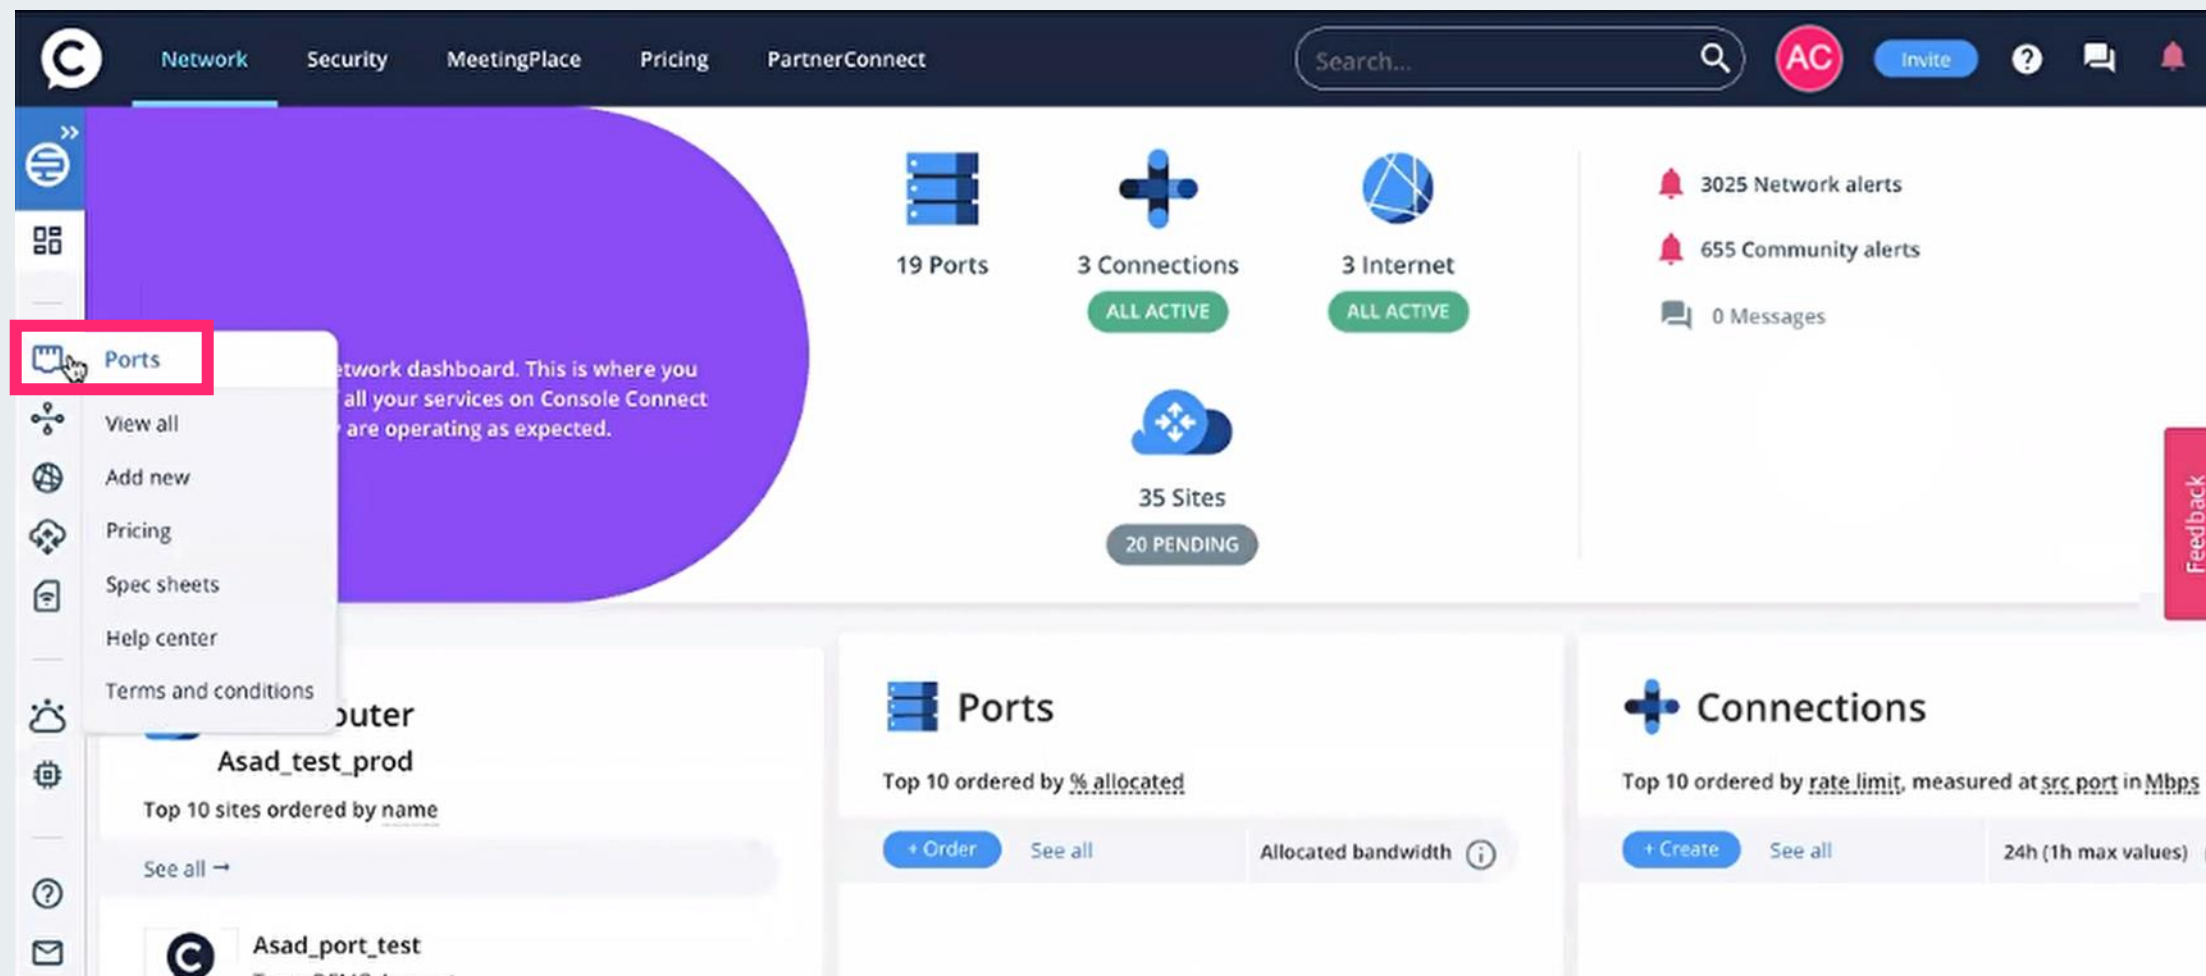 Network Security MeetingPlace Pricing PartnerConnect Search... AC Invite
Ports
View all
Add new
Pricing
Spec sheets
Help center
Terms and conditions
network dashboard. This is where you
all your services on Console Connect
are operating as expected.
19 Ports
3 Connections
ALL ACTIVE
3 Internet
ALL ACTIVE
35 Sites
20 PENDING
3025 Network alerts
655 Community alerts
0 Messages
Feedback
outer
Asad_test_prod
Top 10 sites ordered by name
See all →
Asad_port_test
Ports
Top 10 ordered by % allocated
+ Order See all Allocated bandwidth
Connections
Top 10 ordered by rate limit, measured at src port in Mbps
+ Create See all 24h (1h max values)